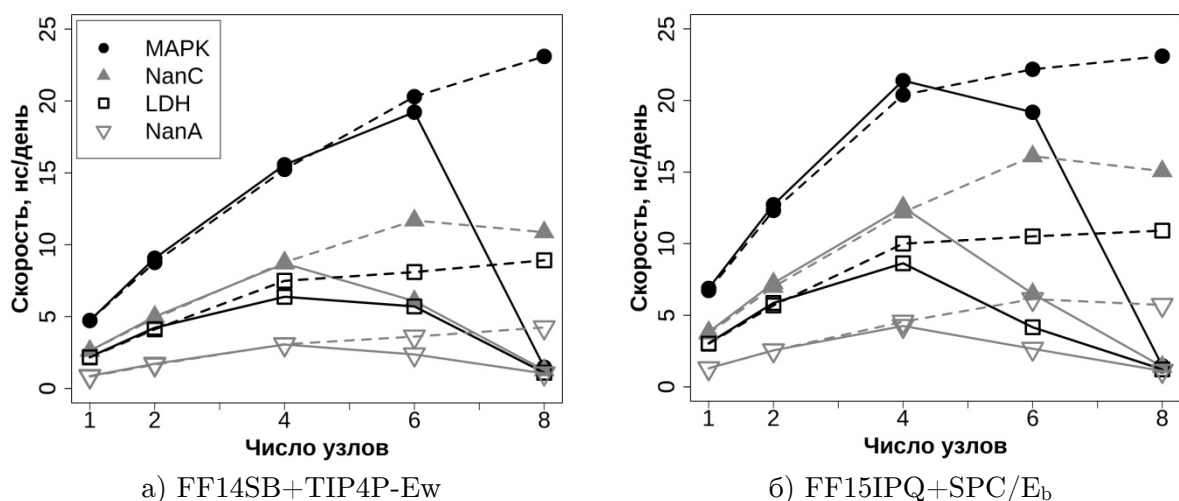 25
20
15
10
5
0
Скорость, нс/день
MAPK
NanC
LDH
NanA
1 2 4 6 8
Число узлов
а) FF14SB+TIP4P-Ew
25
20
15
10
5
0
Скорость, нс/день
1 2 4 6 8
Число узлов
б) FF15IPQ+SPC/E_b